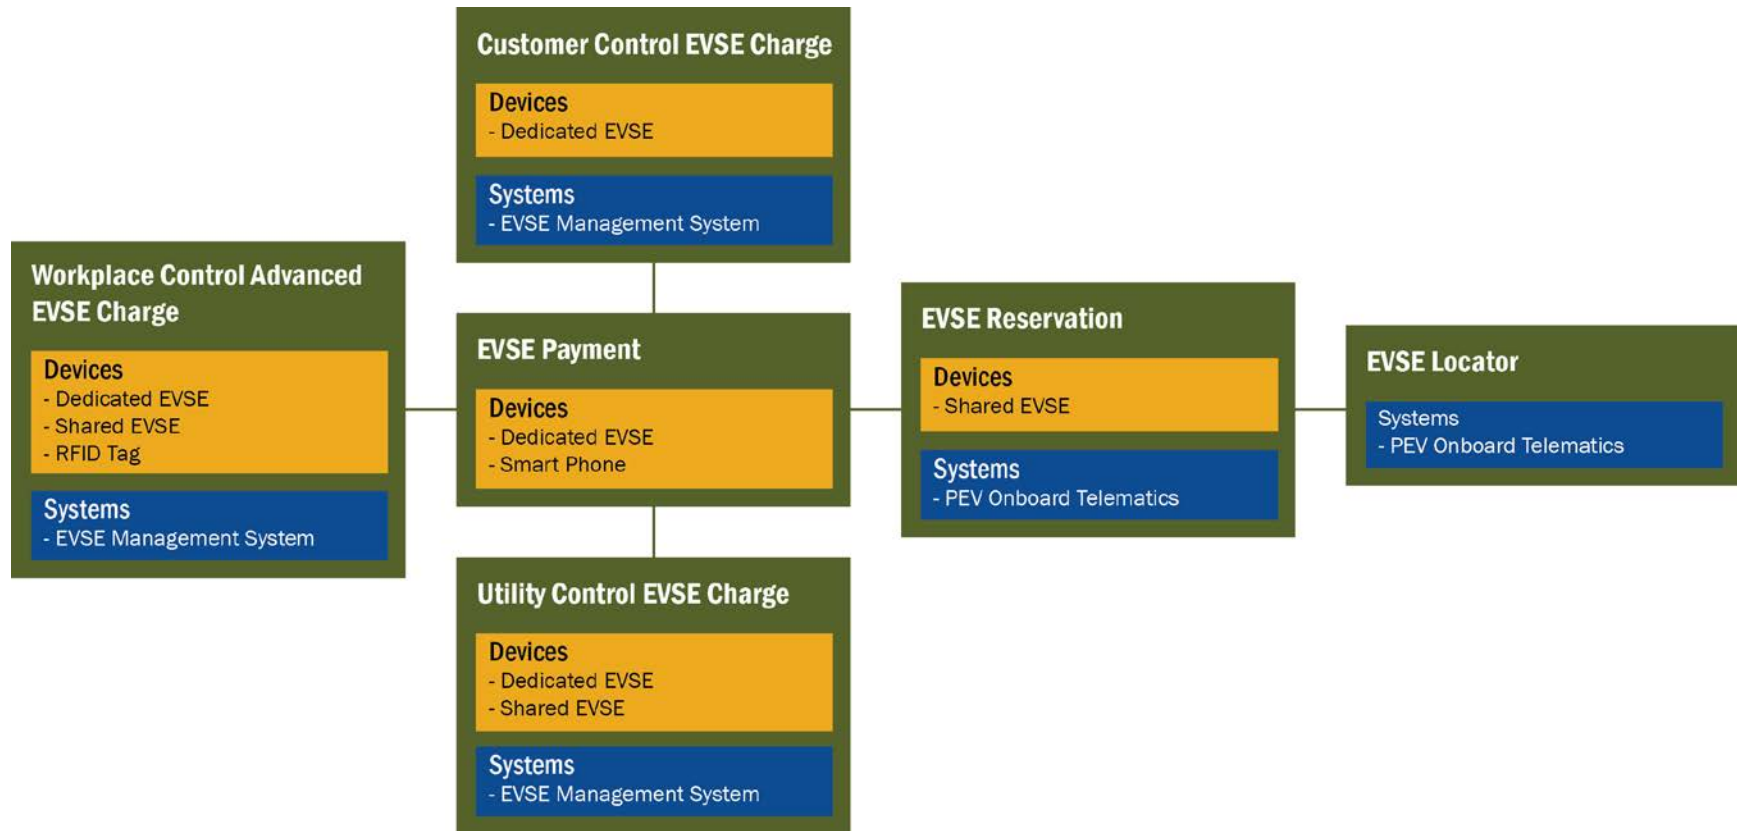 Customer Control EVSE Charge
Devices
- Dedicated EVSE
Systems
- EVSE Management System
Workplace Control Advanced
EVSE Charge
Devices
- Dedicated EVSE
- Shared EVSE
- RFID Tag
Systems
- EVSE Management System
EVSE Payment
Devices
- Dedicated EVSE
- Smart Phone
EVSE Reservation
Devices
- Shared EVSE
Systems
- PEV Onboard Telematics
EVSE Locator
Systems
- PEV Onboard Telematics
Utility Control EVSE Charge
Devices
- Dedicated EVSE
- Shared EVSE
Systems
- EVSE Management System